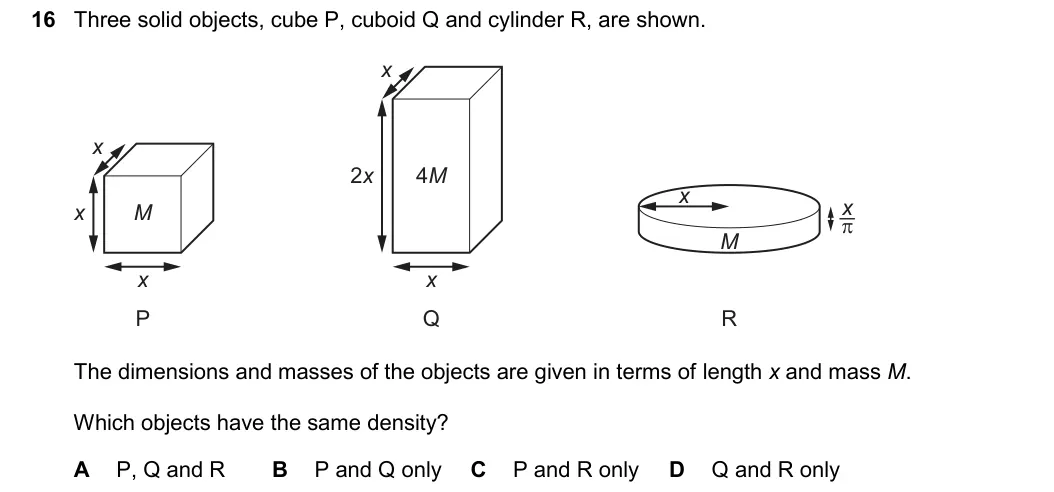 16 Three solid objects, cube P, cuboid Q and cylinder R, are shown.
x
x
2x 4M
x
x M
x
x
π
M
x
x
P
Q
R
The dimensions and masses of the objects are given in terms of length x and mass M.
Which objects have the same density?
A P, Q and R B P and Q only C P and R only D Q and R only